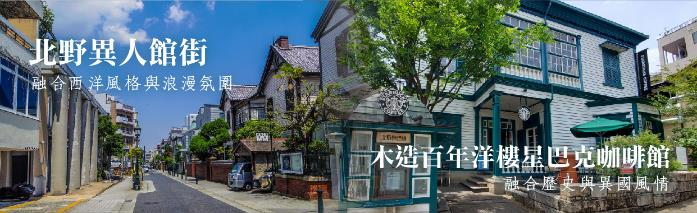 北野異人館街
融合西洋風格與浪漫氛圍
木造百年洋樓星巴克咖啡館
融合歷史與異國風情